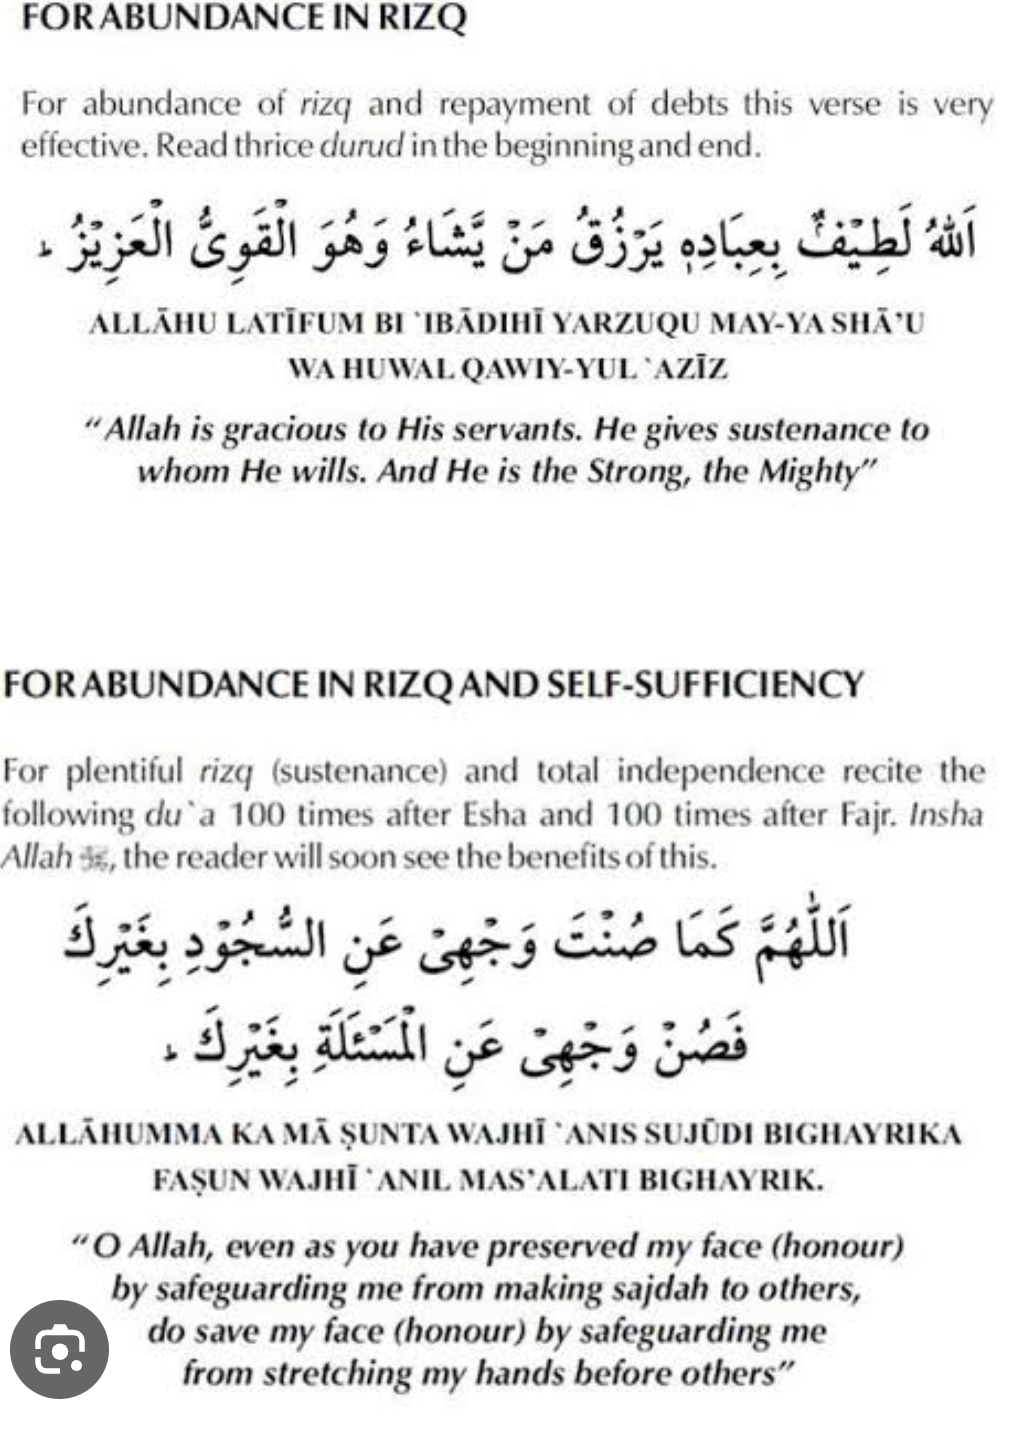 FOR ABUNDANCE IN RIZQ
For abundance of rizq and repayment of debts this verse is very
effective. Read thrice durud in the beginning and end.
اَللّٰهُ لَطِيْفٌۢ بِعِبَادِهٖ يَرْزُقُ مَنْ يَّشَاءُ وَهُوَ الْقَوِىُّ الْعَزِيْزُ ؕ
ALLĀHU LATĪFUM BI `IBĀDIHĪ YARZUQU MAY-YA SHĀ’U
WA HUWAL QAWIY-YUL `AZĪZ
“Allah is gracious to His servants. He gives sustenance to
whom He wills. And He is the Strong, the Mighty”
FOR ABUNDANCE IN RIZQ AND SELF-SUFFICIENCY
For plentiful rizq (sustenance) and total independence recite the
following du`a 100 times after Esha and 100 times after Fajr. Insha
Allah , the reader will soon see the benefits of this.
اَللّٰهُمَّ كَمَا صُنْتَ وَجْهِىْ عَنِ السُّجُوْدِ بِغَيْرِكَ
فَصُنْ وَجْهِىْ عَنِ الْمَسْئَلَةِ بِغَيْرِكَ ؕ
ALLĀHUMMA KA MĀ ṢUNTA WAJHĪ `ANIS SUJŪDI BIGHAYRIKA
FAṢUN WAJHĪ `ANIL MAS’ALATI BIGHAYRIK.
“O Allah, even as you have preserved my face (honour)
by safeguarding me from making sajdah to others,
do save my face (honour) by safeguarding me
from stretching my hands before others”